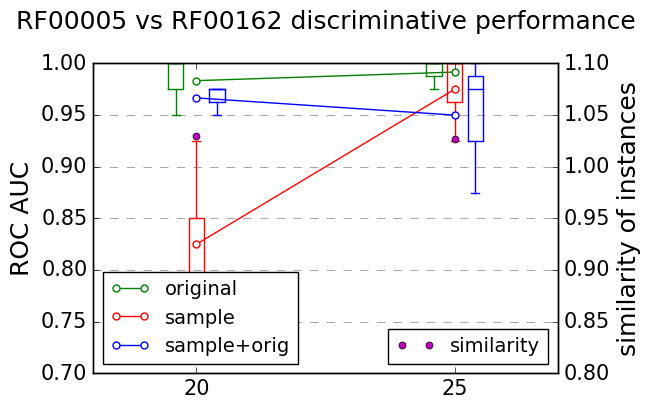 RF00005 vs RF00162 discriminative performance
1.00
0.95
0.90
0.85
0.80
0.75
0.70
ROC AUC
1.10
1.05
1.00
0.95
0.90
0.85
0.80
similarity of instances
original
sample
sample+orig
similarity
20
25